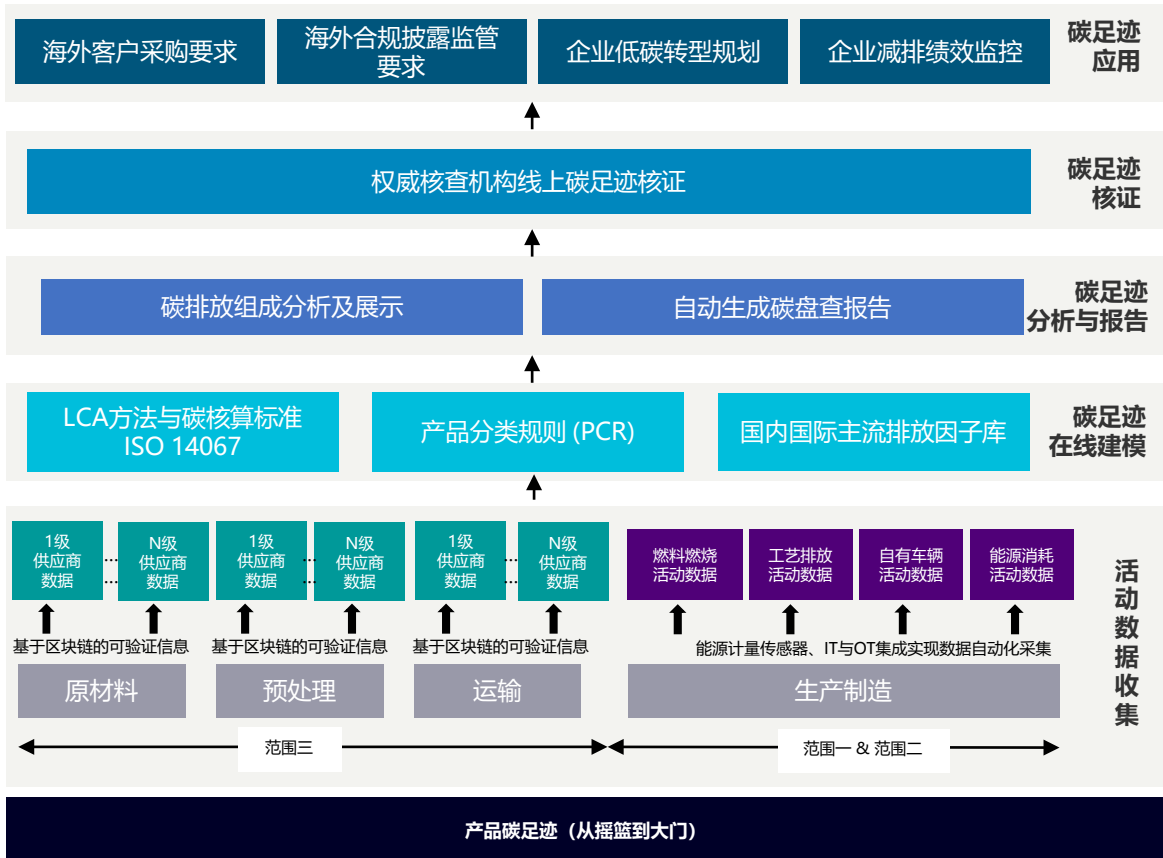 海外客户采购要求
海外合规披露监管
要求
企业低碳转型规划
企业减排绩效监控
碳足迹
应用
权威核查机构线上碳足迹核证
碳足迹
核证
碳排放组成分析及展示
自动生成碳盘查报告
碳足迹
分析与报告
LCA方法与碳核算标准
ISO 14067
产品分类规则 (PCR)
国内国际主流排放因子库
碳足迹
在线建模
1级
供应商
数据
...
...
N级
供应商
数据
1级
供应商
数据
...
...
N级
供应商
数据
1级
供应商
数据
...
...
N级
供应商
数据
燃料燃烧
活动数据
工艺排放
活动数据
自有车辆
活动数据
能源消耗
活动数据
基于区块链的可验证信息
基于区块链的可验证信息
基于区块链的可验证信息
能源计量传感器、IT与OT集成实现数据自动化采集
原材料
预处理
运输
生产制造
范围三
范围一 & 范围二
活
动
数
据
收
集
产品碳足迹（从摇篮到大门）